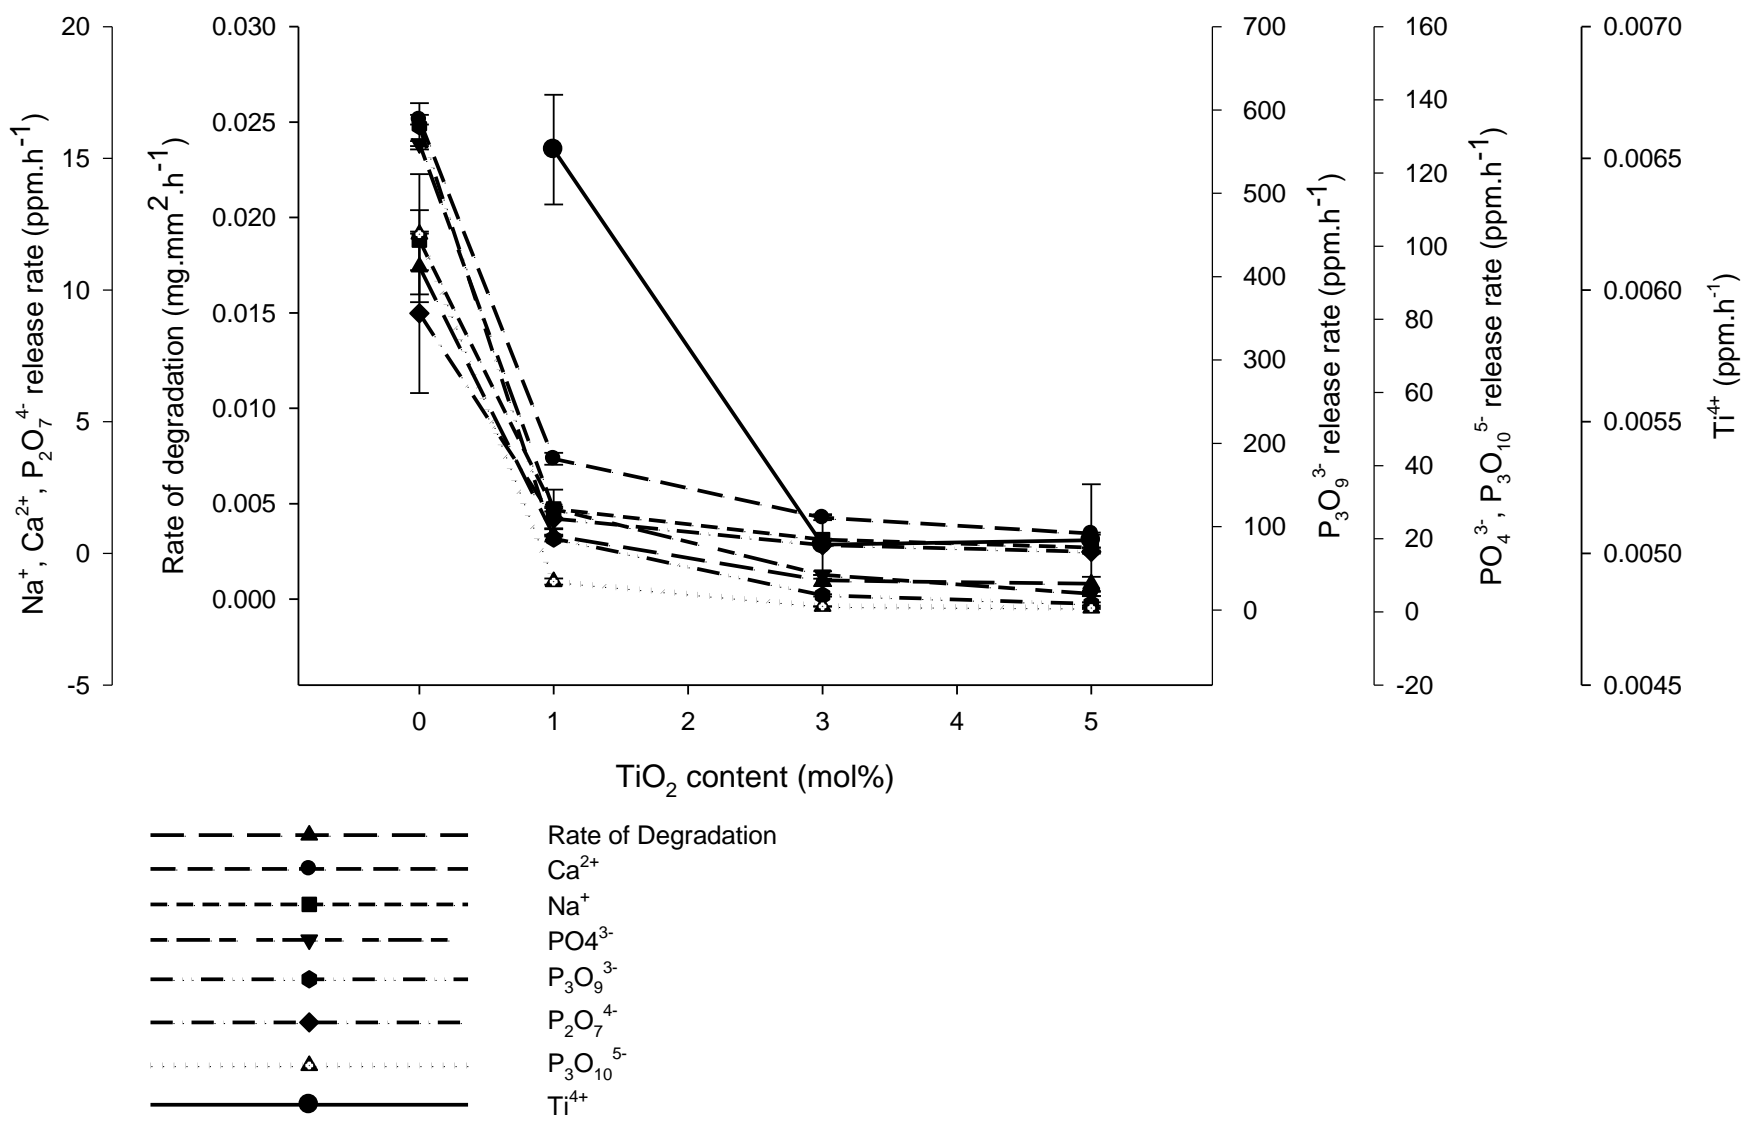 20
15
10
5
0
-5
Na⁺, Ca²⁺, P₂O₇⁴⁻ release rate (ppm.h⁻¹)
0.030
0.025
0.020
0.015
0.010
0.005
0.000
Rate of degradation (mg.mm².h⁻¹)
700
600
500
400
300
200
100
0
P₃O₉³⁻ release rate (ppm.h⁻¹)
160
140
120
100
80
60
40
20
0
-20
PO₄³⁻, P₃O₁₀⁵⁻ release rate (ppm.h⁻¹)
0.0070
0.0065
0.0060
0.0055
0.0050
0.0045
Ti⁴⁺ (ppm.h⁻¹)
0 1 2 3 4 5
TiO₂ content (mol%)
Rate of Degradation
Ca²⁺
Na⁺
PO4³⁻
P₃O₉³⁻
P₂O₇⁴⁻
P₃O₁₀⁵⁻
Ti⁴⁺